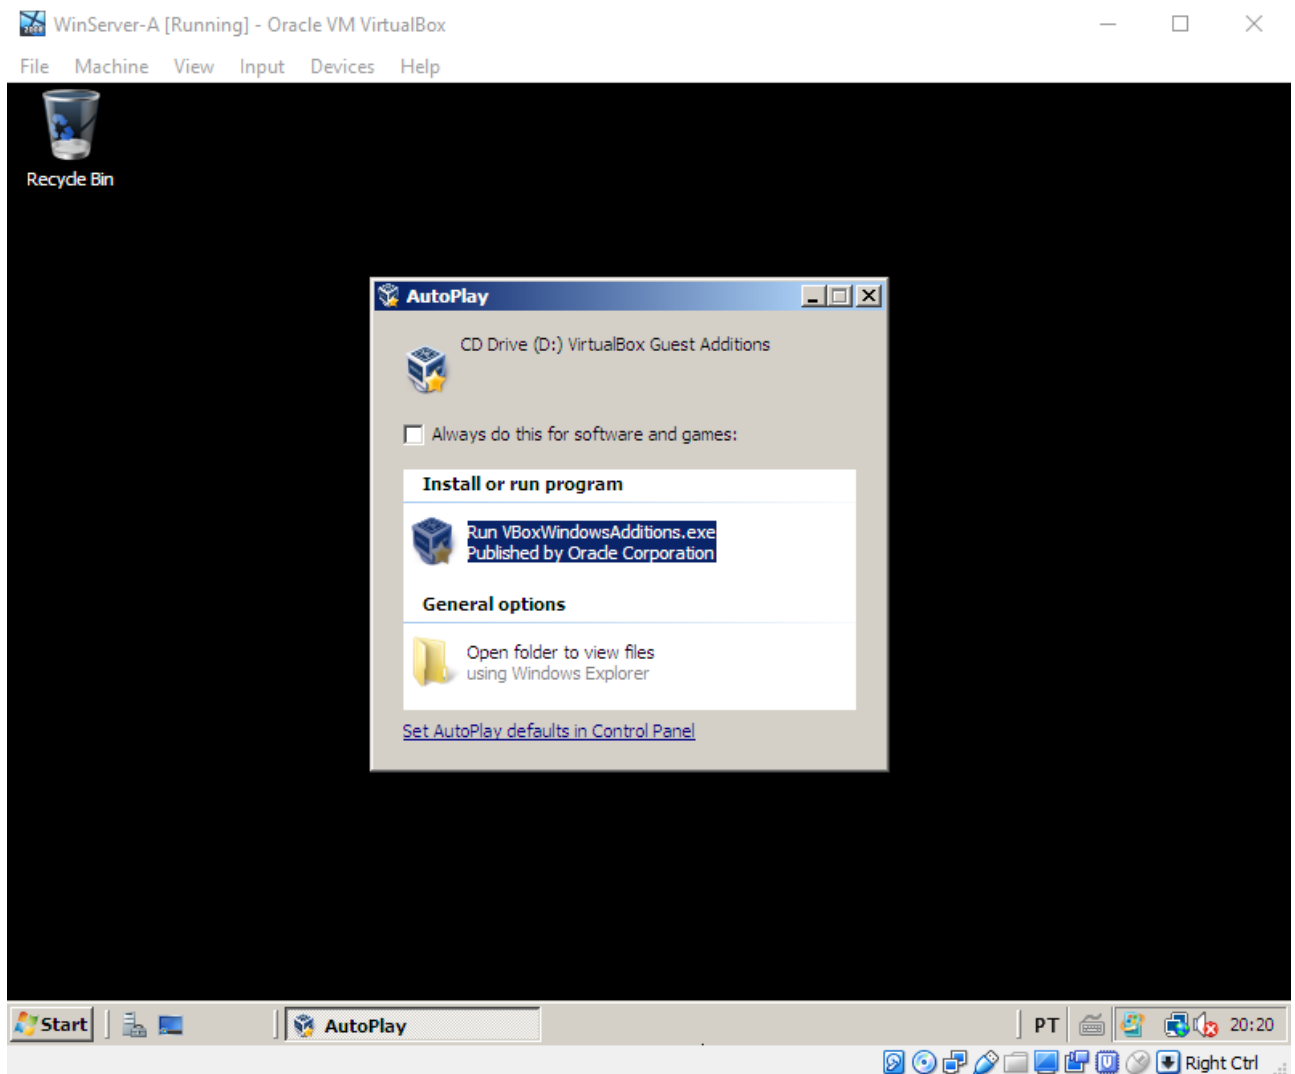 WinServer-A [Running] - Oracle VM VirtualBox
File Machine View Input Devices Help
Recycle Bin
AutoPlay
CD Drive (D:) VirtualBox Guest Additions
Always do this for software and games:
Install or run program
Run VBoxWindowsAdditions.exe
Published by Oracle Corporation
General options
Open folder to view files
using Windows Explorer
Set AutoPlay defaults in Control Panel
Start AutoPlay PT 20:20
Right Ctrl